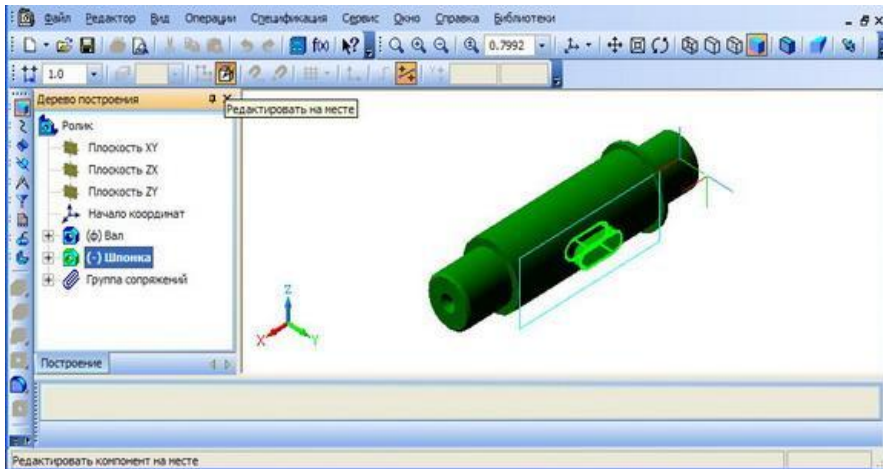 Файл Редактор Вид Операции Спецификация Сервис Окно Справка Библиотеки
f(x) 0.7992
1.0
Дерево построения
Редактировать на месте
Ролик
Плоскость XY
Плоскость ZX
Плоскость ZY
Начало координат
(ф) Вал
(-) Шпонка
Группа сопряжений
Z
X Y
Построение
Редактировать компонент на месте